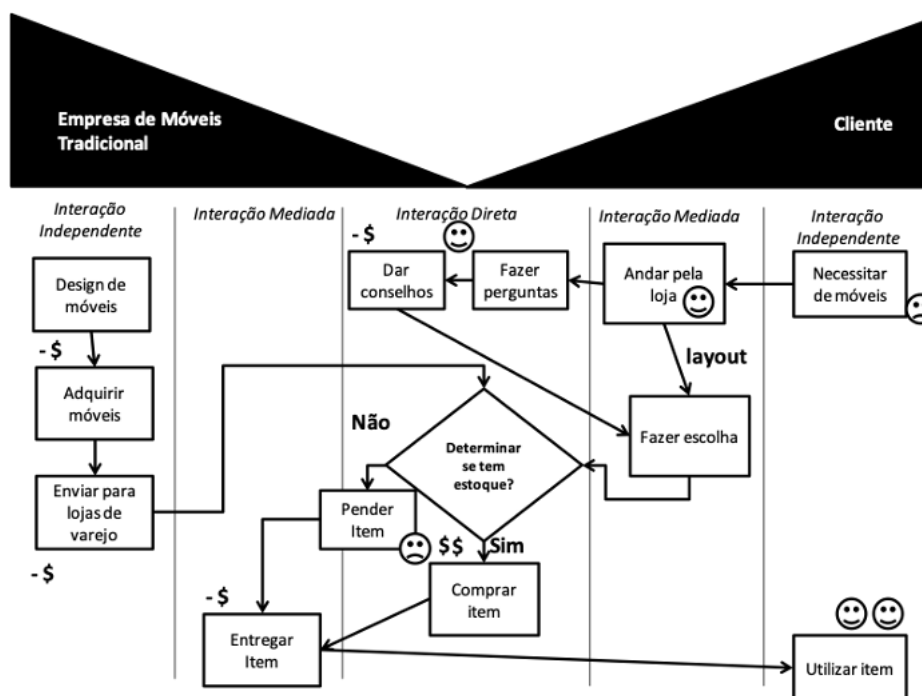 Empresa de Móveis
Tradicional
Cliente
Interação
Independente
Interação Mediada
Interação Direta
Interação Mediada
Interação
Independente
- $
Design de
móveis
Dar
conselhos
Fazer
perguntas
Andar pela
loja
Necessitar
de móveis
- $
layout
Adquirir
móveis
Não
Determinar
se tem
estoque?
Fazer escolha
Enviar para
lojas de
varejo
Pender
Item
$$
Sim
- $
Comprar
item
- $
Entregar
Item
Utilizar item